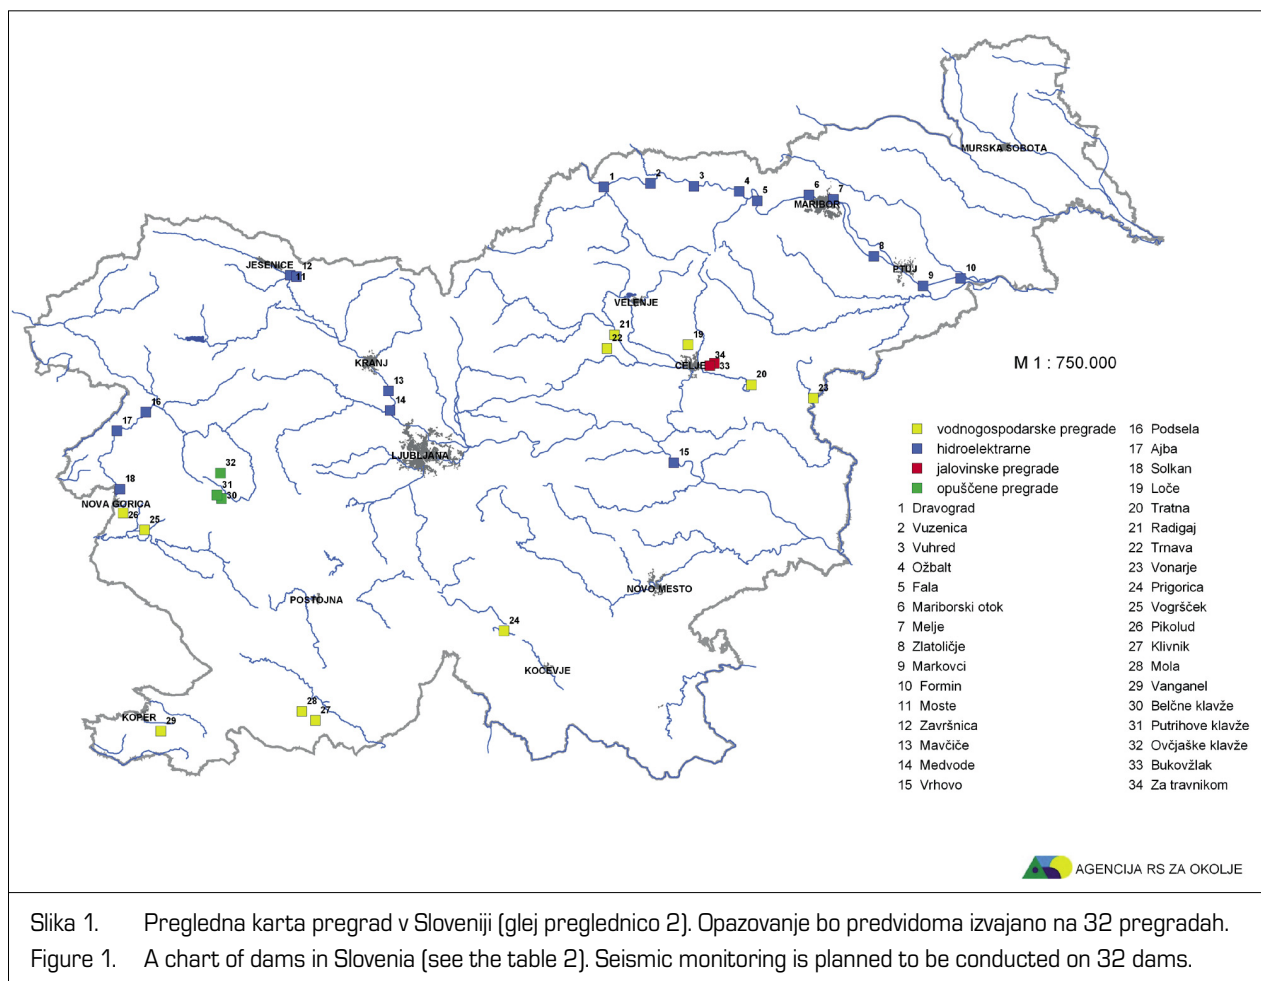 MURSKA SOBOTA
1
2
3
4
5
6
7
MARIBOR
8
PTUJ
9
10
JESENICE
12
11
VELENJE
21
22
19
34
33
CELJE
20
23
KRANJ
13
14
M 1 : 750.000
16
17
LJUBLJANA
15
32
31
30
18
NOVA GORICA
26
25
POSTOJNA
NOVO MESTO
24
KOČEVJE
28
27
KOPER
29
vodnogospodarske pregrade
hidroelektrarne
jalovinske pregrade
opuščene pregrade
1 Dravograd
2 Vuzenica
3 Vuhred
4 Ožbalt
5 Fala
6 Mariborski otok
7 Melje
8 Zlatoličje
9 Markovci
10 Formin
11 Moste
12 Završnica
13 Mavčiče
14 Medvode
15 Vrhovo
16 Podsela
17 Ajba
18 Solkan
19 Loče
20 Tratna
21 Radigaj
22 Trnava
23 Vonarje
24 Prigorica
25 Vogršček
26 Pikolud
27 Klivnik
28 Mola
29 Vanganel
30 Belčne klavže
31 Putrihove klavže
32 Ovčjaške klavže
33 Bukovžlak
34 Za travnikom
AGENCIJA RS ZA OKOLJE
Slika 1. Pregledna karta pregrad v Sloveniji (glej preglednico 2). Opazovanje bo predvidoma izvajano na 32 pregradah.
Figure 1. A chart of dams in Slovenia (see the table 2). Seismic monitoring is planned to be conducted on 32 dams.